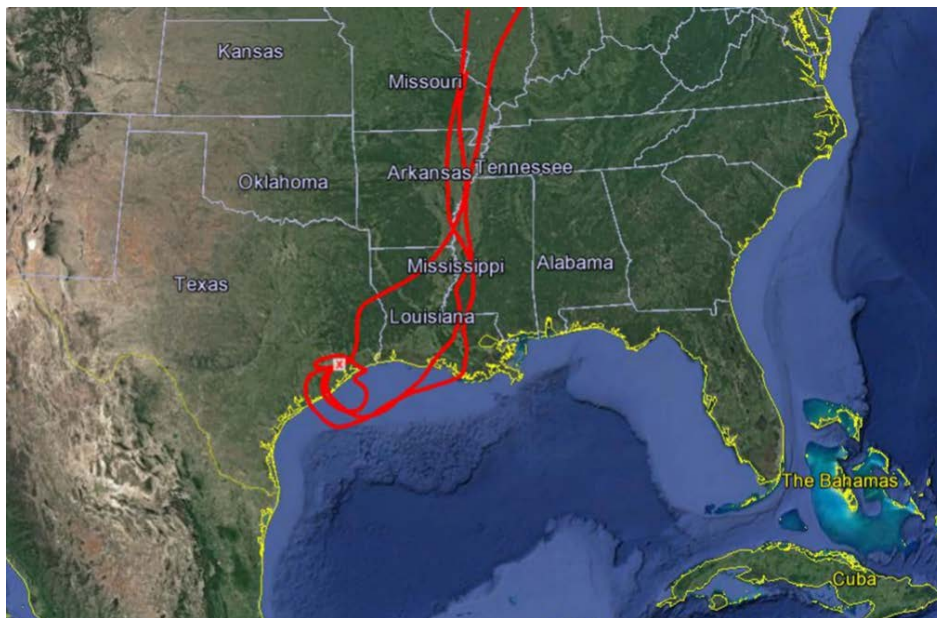 Kansas
Missouri
Oklahoma
Arkansas
Tennessee
Texas
Mississippi
Alabama
Louisiana
x
The Bahamas
Cuba